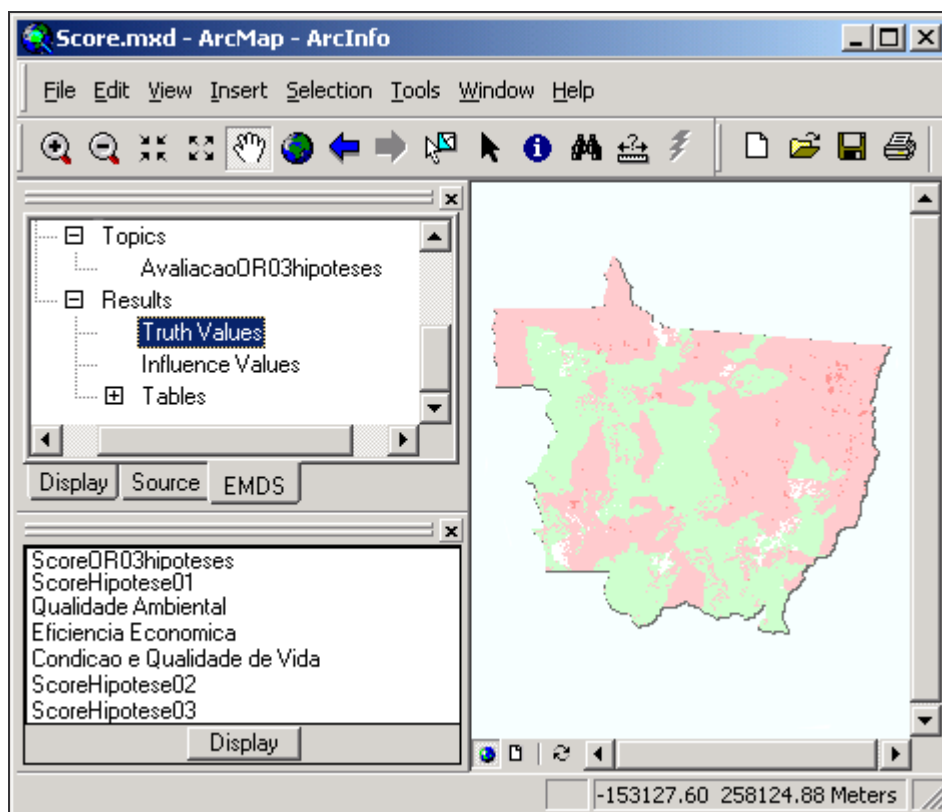 Score.mxd - ArcMap - ArcInfo
File Edit View Insert Selection Tools Window Help
Topics
AvaliacaoOR03hipoteses
Results
Truth Values
Influence Values
Tables
Display Source EMDS
ScoreOR03hipoteses
ScoreHipotese01
Qualidade Ambiental
Eficiencia Economica
Condicao e Qualidade de Vida
ScoreHipotese02
ScoreHipotese03
Display
-153127.60 258124.88 Meters